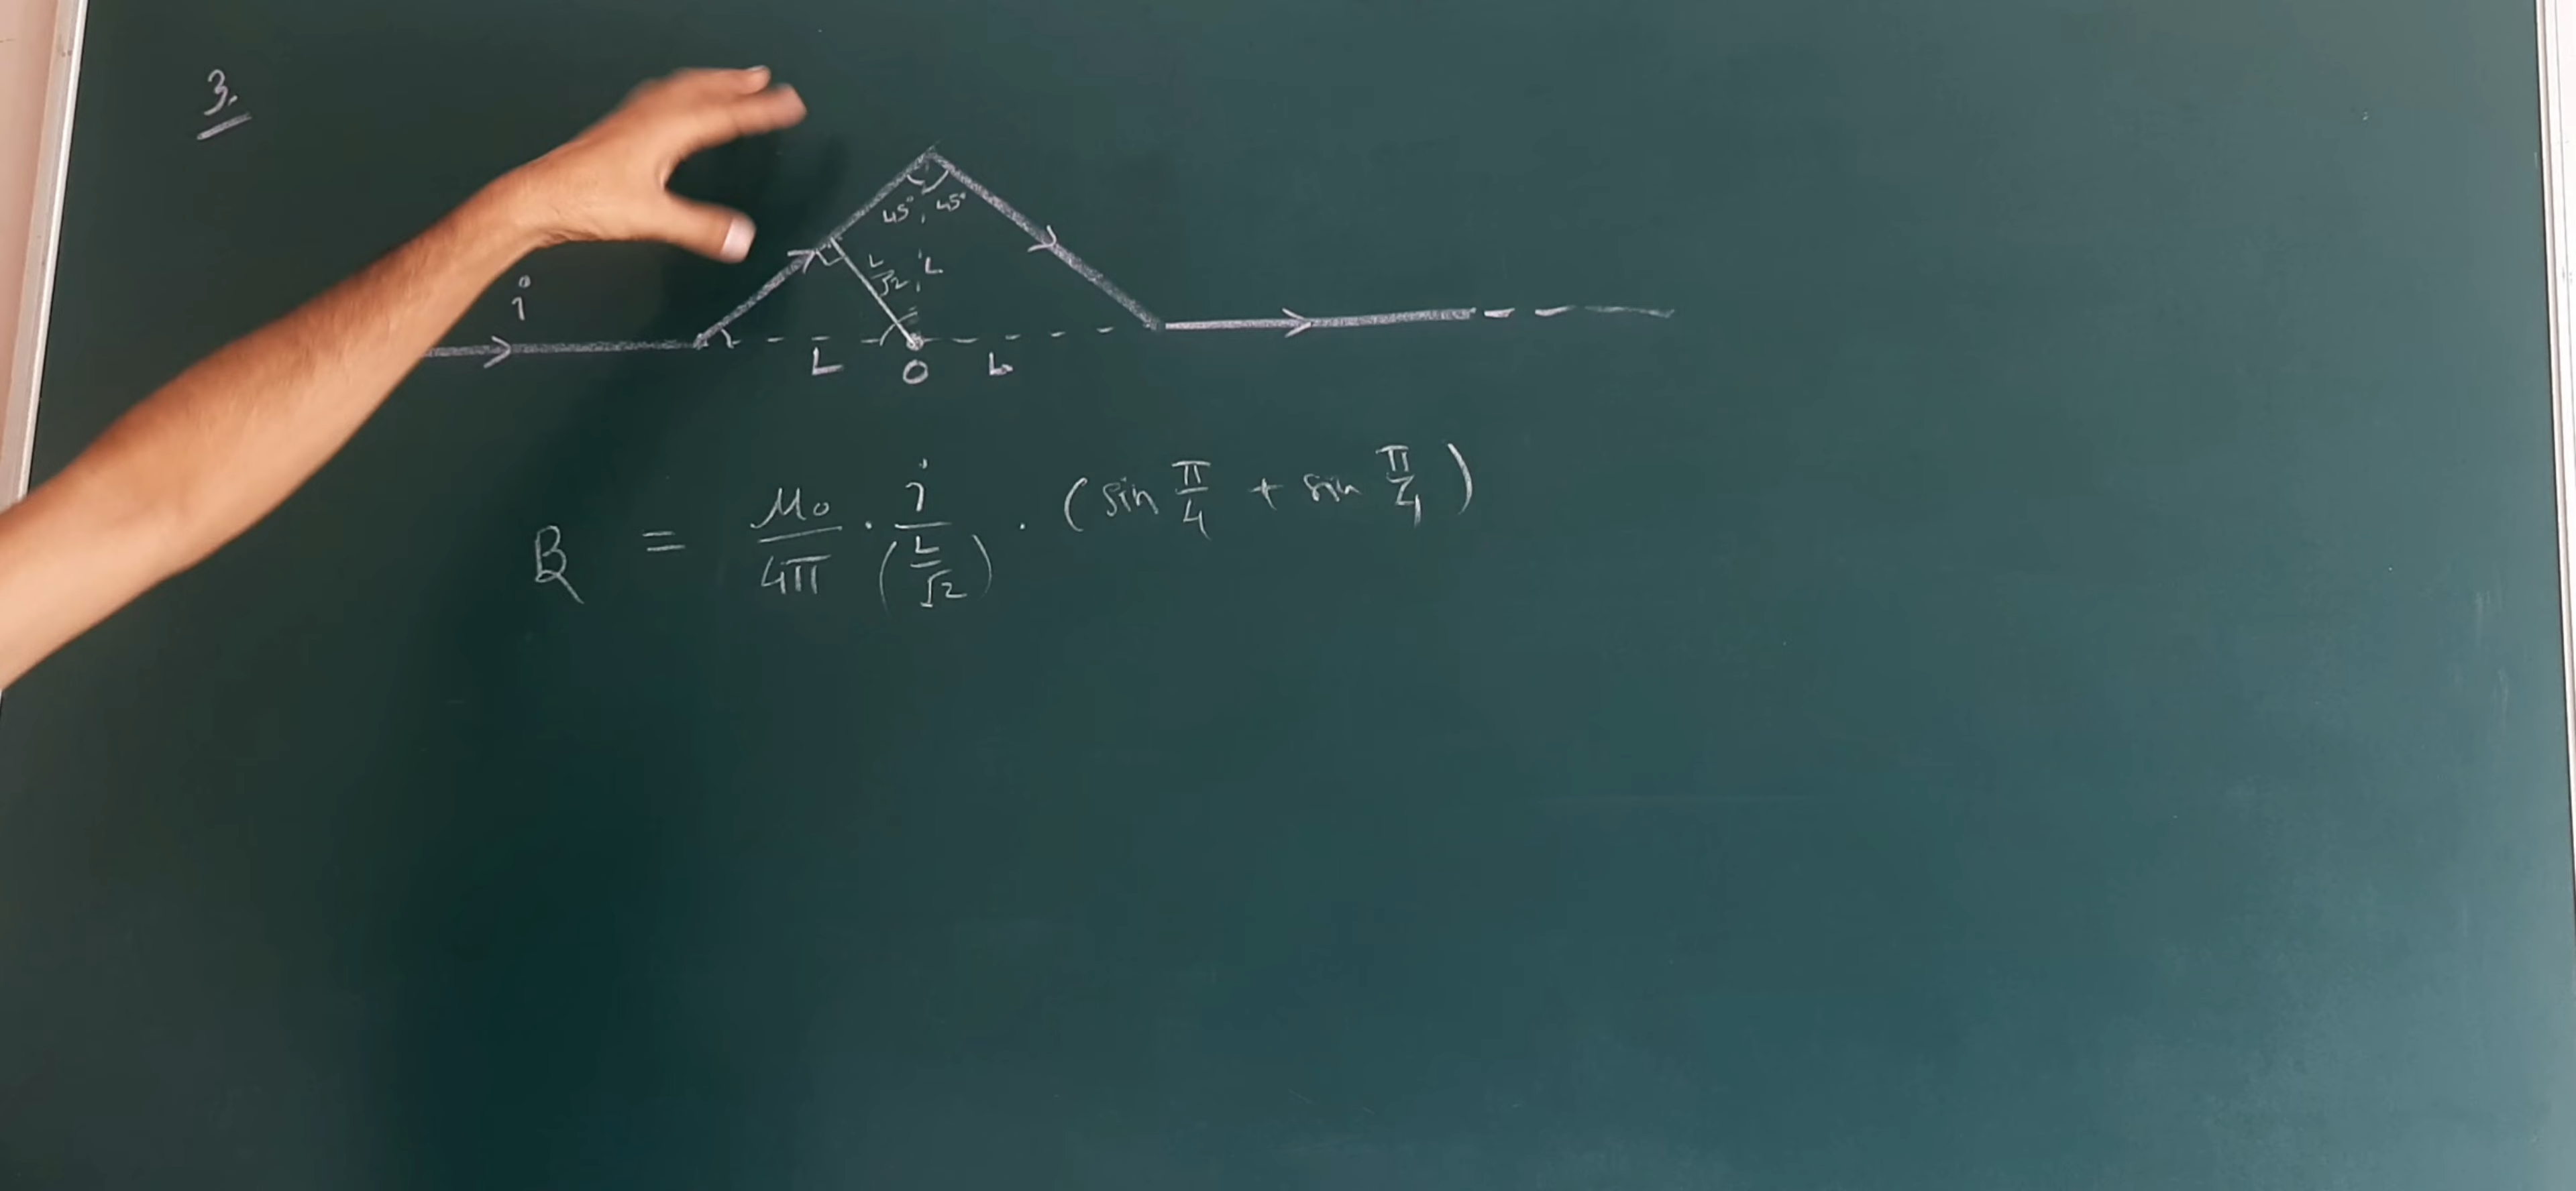 3.
45° 45°
i
L/√2 L
L O L
B = μ₀/4π · i/(L/√2) · (sin π/4 + sin π/4)